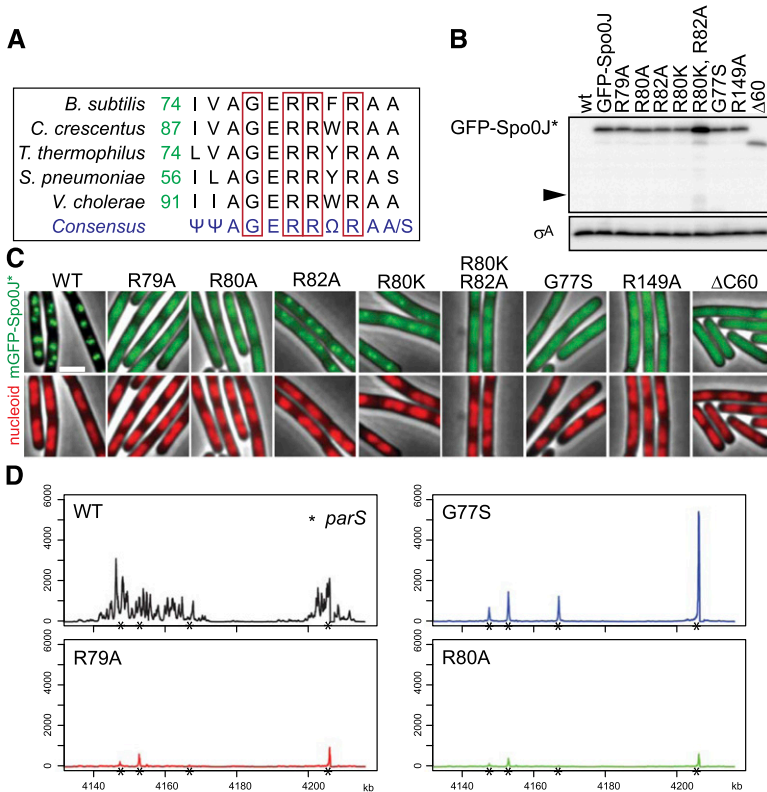 A
B. subtilis 74 I V A G E R R F R A A
C. crescentus 87 I V A G E R R W R A A
T. thermophilus 74 L V A G E R R Y R A A
S. pneumoniae 56 I L A G E R R Y R A S
V. cholerae 91 I I A G E R R W R A A
Consensus Ψ Ψ A G E R R Ω R A A/S
B
wt
GFP-Spo0J
R79A
R80A
R82A
R80K
R80K, R82A
G77S
R149A
Δ60
GFP-Spo0J*
σA
C
WT R79A R80A R82A R80K R80K R82A G77S R149A ΔC60
mGFP-Spo0J*
nucleoid
D
WT
* parS
0 2000 4000 6000
G77S
0 2000 4000 6000
R79A
0 2000 4000 6000
4140 4160 4180 4200 kb
R80A
0 2000 4000 6000
4140 4160 4180 4200 kb